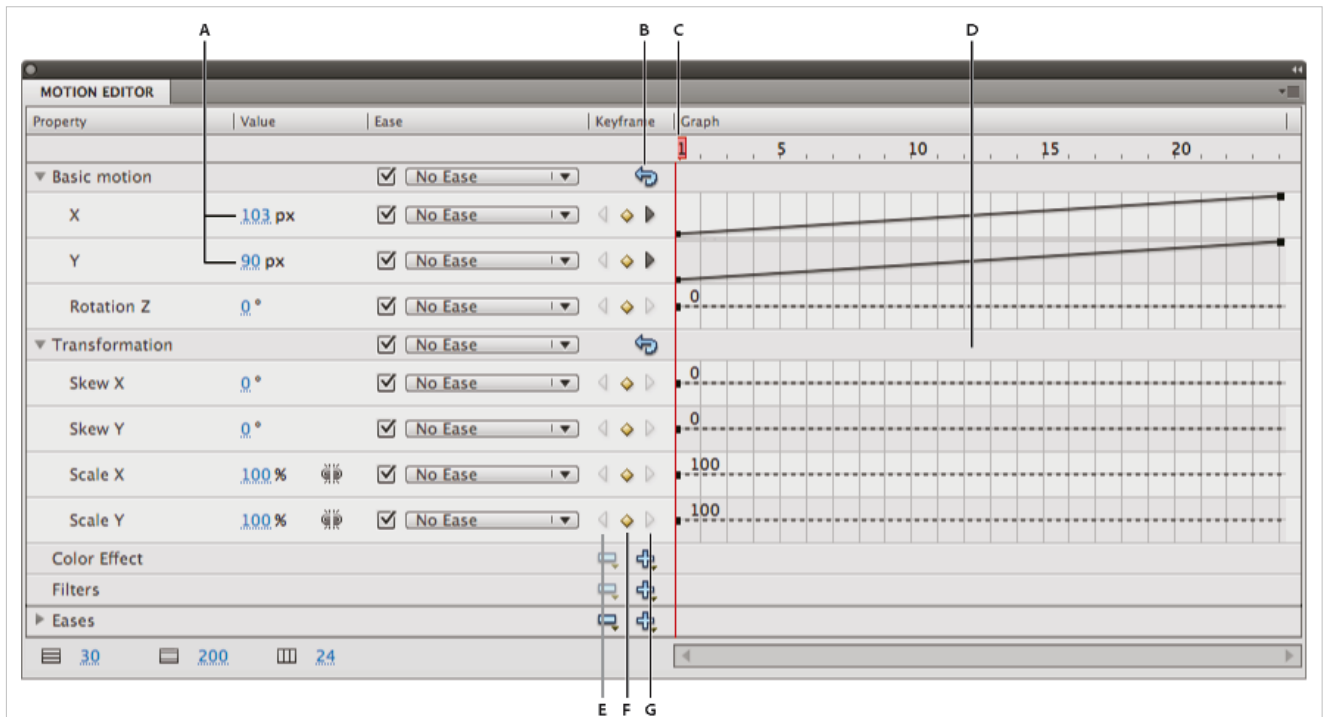 A B C D
MOTION EDITOR
Property Value Ease Keyframe Graph
1 5 10 15 20
Basic motion No Ease
X 103 px No Ease
Y 90 px No Ease
Rotation Z 0 ° No Ease 0
Transformation No Ease
Skew X 0 ° No Ease 0
Skew Y 0 ° No Ease 0
Scale X 100 % No Ease 100
Scale Y 100 % No Ease 100
Color Effect
Filters
Eases
30 200 24
E F G